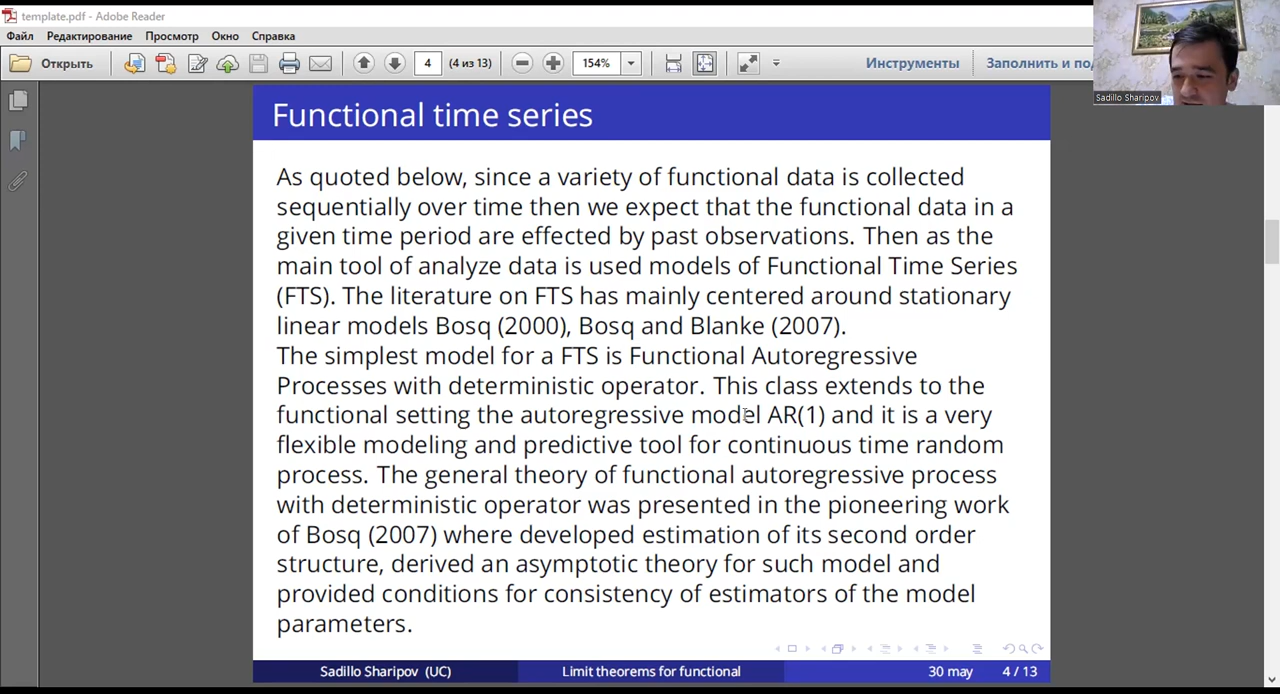 template.pdf - Adobe Reader
Файл Редактирование Просмотр Окно Справка
Открыть 4 (4 из 13) 154% Инструменты Заполнить и под
Sadillo Sharipov
Functional time series
As quoted below, since a variety of functional data is collected
sequentially over time then we expect that the functional data in a
given time period are effected by past observations. Then as the
main tool of analyze data is used models of Functional Time Series
(FTS). The literature on FTS has mainly centered around stationary
linear models Bosq (2000), Bosq and Blanke (2007).
The simplest model for a FTS is Functional Autoregressive
Processes with deterministic operator. This class extends to the
functional setting the autoregressive model AR(1) and it is a very
flexible modeling and predictive tool for continuous time random
process. The general theory of functional autoregressive process
with deterministic operator was presented in the pioneering work
of Bosq (2007) where developed estimation of its second order
structure, derived an asymptotic theory for such model and
provided conditions for consistency of estimators of the model
parameters.
Sadillo Sharipov (UC) Limit theorems for functional 30 may 4 / 13